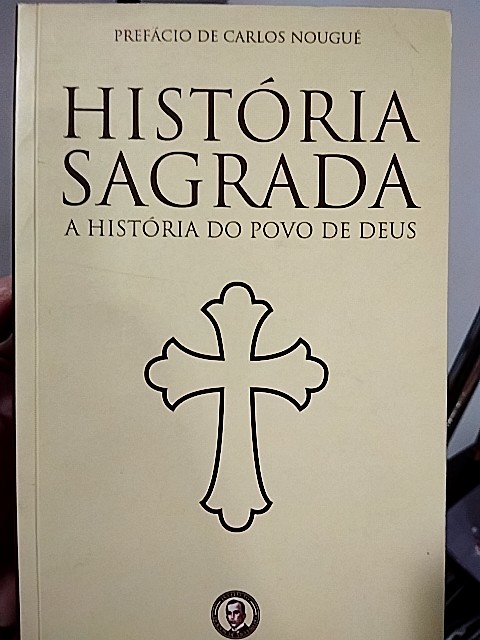 PREFÁCIO DE CARLOS NOUGUÉ
HISTÓRIA
SAGRADA
A HISTÓRIA DO POVO DE DEUS